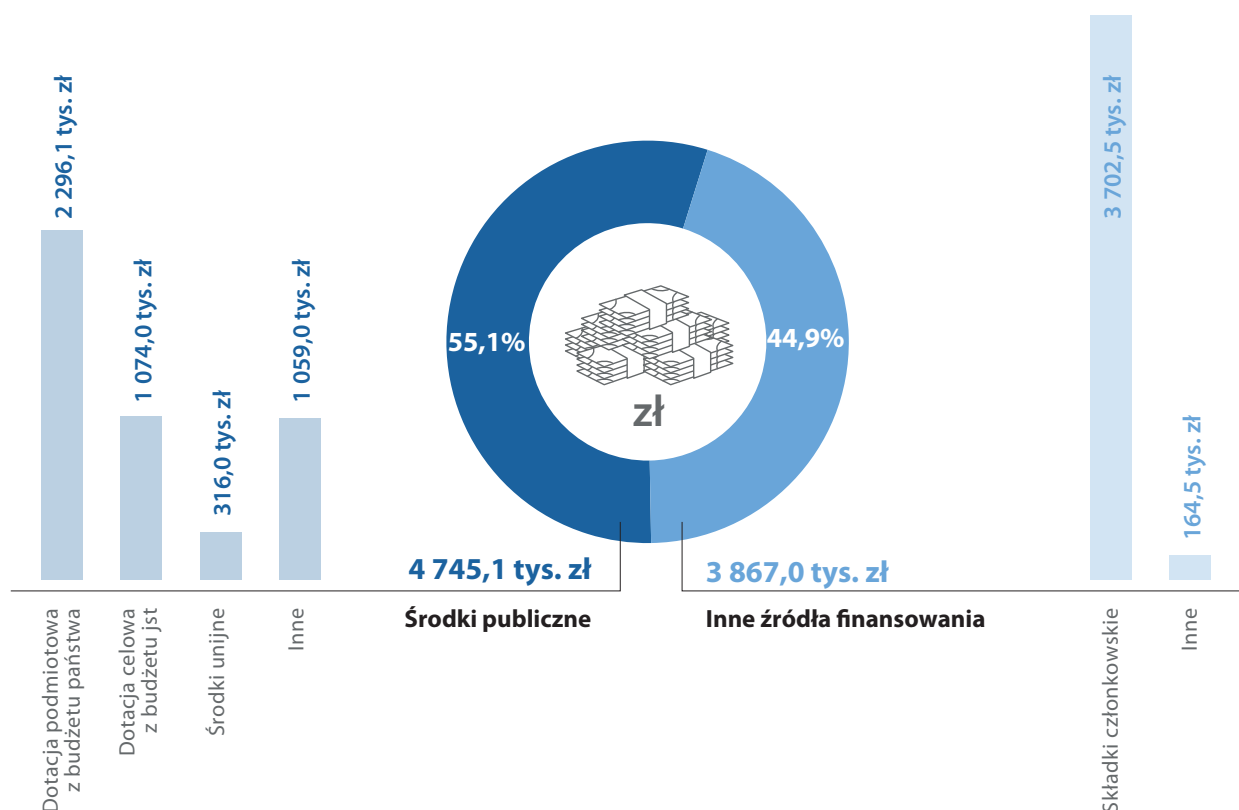 2 296,1 tys. zł
1 074,0 tys. zł
316,0 tys. zł
1 059,0 tys. zł
55,1%
44,9%
zł
3 702,5 tys. zł
164,5 tys. zł
4 745,1 tys. zł
3 867,0 tys. zł
Środki publiczne
Inne źródła finansowania
Dotacja podmiotowa
z budżetu państwa
Dotacja celowa
z budżetu jst
Środki unijne
Inne
Składki członkowskie
Inne